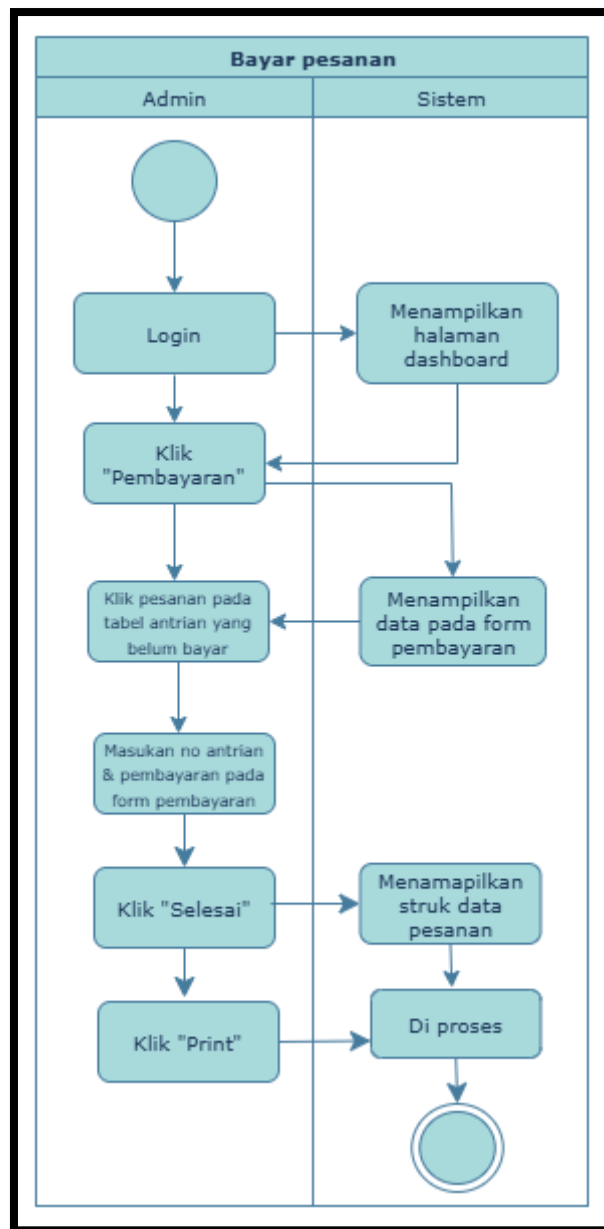 Bayar pesanan
Admin
Sistem
Login
Menampilkan
halaman
dashboard
Klik
"Pembayaran"
Klik pesanan pada
tabel antrian yang
belum bayar
Menampilkan
data pada form
pembayaran
Masukan no antrian
& pembayaran pada
form pembayaran
Klik "Selesai"
Menamapilkan
struk data
pesanan
Klik "Print"
Di proses